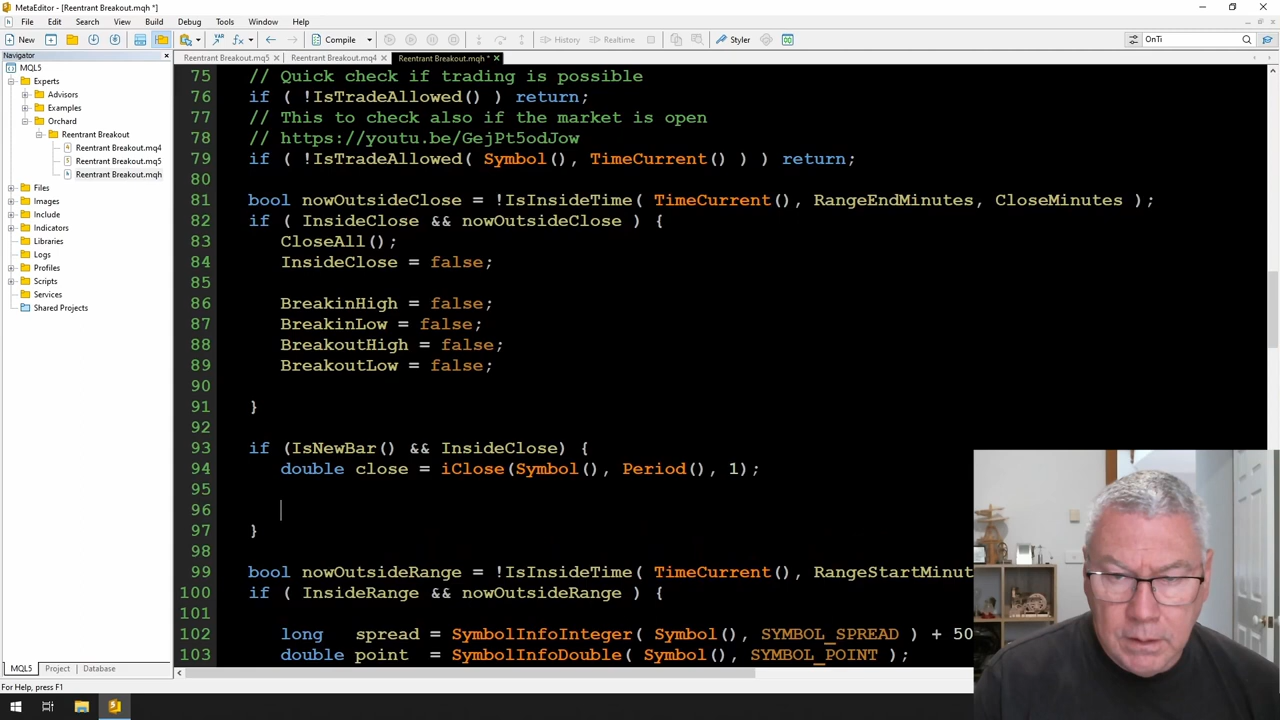 MetaEditor - [Reentrant Breakout.mqh *]
File Edit Search View Build Debug Tools Window Help
New Compile History Realtime Styler OnTi
Navigator
Reentrant Breakout.mq5 Reentrant Breakout.mq4 Reentrant Breakout.mqh *
MQL5
Experts
Advisors
Examples
Orchard
Reentrant Breakout
Reentrant Breakout.mq4
Reentrant Breakout.mq5
Reentrant Breakout.mqh
Files
Images
Include
Indicators
Libraries
Logs
Profiles
Scripts
Services
Shared Projects
75 // Quick check if trading is possible
76 if ( !IsTradeAllowed() ) return;
77 // This to check also if the market is open
78 // https://youtu.be/GejPt5odJow
79 if ( !IsTradeAllowed( Symbol(), TimeCurrent() ) ) return;
80
81 bool nowOutsideClose = !IsInsideTime( TimeCurrent(), RangeEndMinutes, CloseMinutes );
82 if ( InsideClose && nowOutsideClose ) {
83 CloseAll();
84 InsideClose = false;
85
86 BreakinHigh = false;
87 BreakinLow = false;
88 BreakoutHigh = false;
89 BreakoutLow = false;
90
91 }
92
93 if (IsNewBar() && InsideClose) {
94 double close = iClose(Symbol(), Period(), 1);
95
96
97 }
98
99 bool nowOutsideRange = !IsInsideTime( TimeCurrent(), RangeStartMinut
100 if ( InsideRange && nowOutsideRange ) {
101
102 long spread = SymbolInfoInteger( Symbol(), SYMBOL_SPREAD ) + 50
103 double point = SymbolInfoDouble( Symbol(), SYMBOL_POINT );
MQL5 Project Database
For Help, press F1